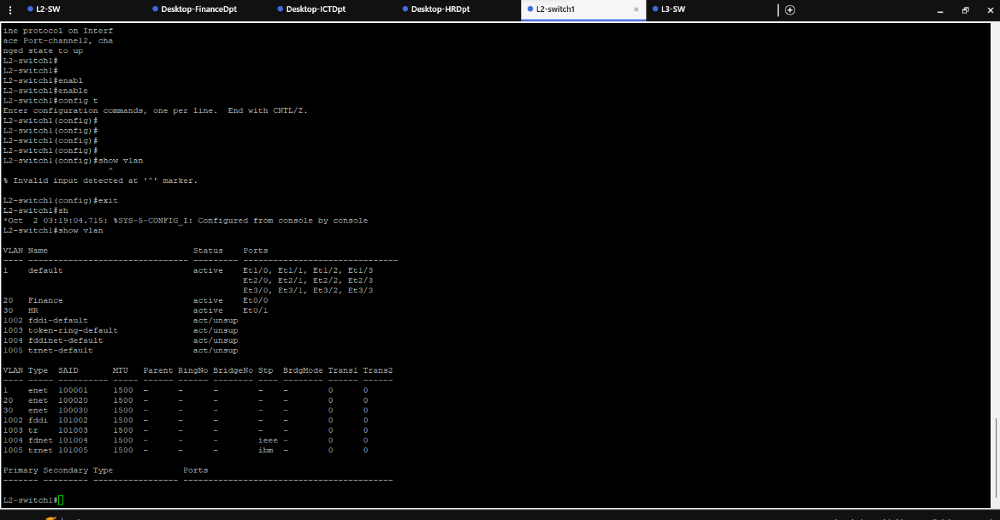 L2-SW Desktop-FinanceDpt Desktop-ICTDpt Desktop-HRDpt L2-switch1 L3-SW
ine protocol on Interf
ace Port-channel2, cha
nged state to up
L2-switch1#
L2-switch1#
L2-switch1#enabl
L2-switch1#enable
L2-switch1#config t
Enter configuration commands, one per line.  End with CNTL/Z.
L2-switch1(config)#
L2-switch1(config)#
L2-switch1(config)#
L2-switch1(config)#
L2-switch1(config)#show vlan
^
% Invalid input detected at '^' marker.
L2-switch1(config)#exit
L2-switch1#sh
*Oct  2 03:19:04.715: %SYS-5-CONFIG_I: Configured from console by console
L2-switch1#show vlan
VLAN Name                             Status    Ports
---- -------------------------------- --------- -------------------------------
1    default                          active    Et1/0, Et1/1, Et1/2, Et1/3
                                                Et2/0, Et2/1, Et2/2, Et2/3
                                                Et3/0, Et3/1, Et3/2, Et3/3
20   Finance                          active    Et0/0
30   HR                               active    Et0/1
1002 fddi-default                     act/unsup
1003 token-ring-default               act/unsup
1004 fddinet-default                  act/unsup
1005 trnet-default                    act/unsup
VLAN Type  SAID       MTU   Parent RingNo BridgeNo Stp  BrdgMode Trans1 Trans2
---- ----- ---------- ----- ------ ------ -------- ---- -------- ------ ------
1    enet  100001     1500  -      -      -        -    -        0      0
20   enet  100020     1500  -      -      -        -    -        0      0
30   enet  100030     1500  -      -      -        -    -        0      0
1002 fddi  101002     1500  -      -      -        -    -        0      0
1003 tr    101003     1500  -      -      -        -    -        0      0
1004 fdnet 101004     1500  -      -      -        ieee -        0      0
1005 trnet 101005     1500  -      -      -        ibm  -        0      0
Primary Secondary Type              Ports
------- --------- ----------------- ------------------------------------------
L2-switch1#